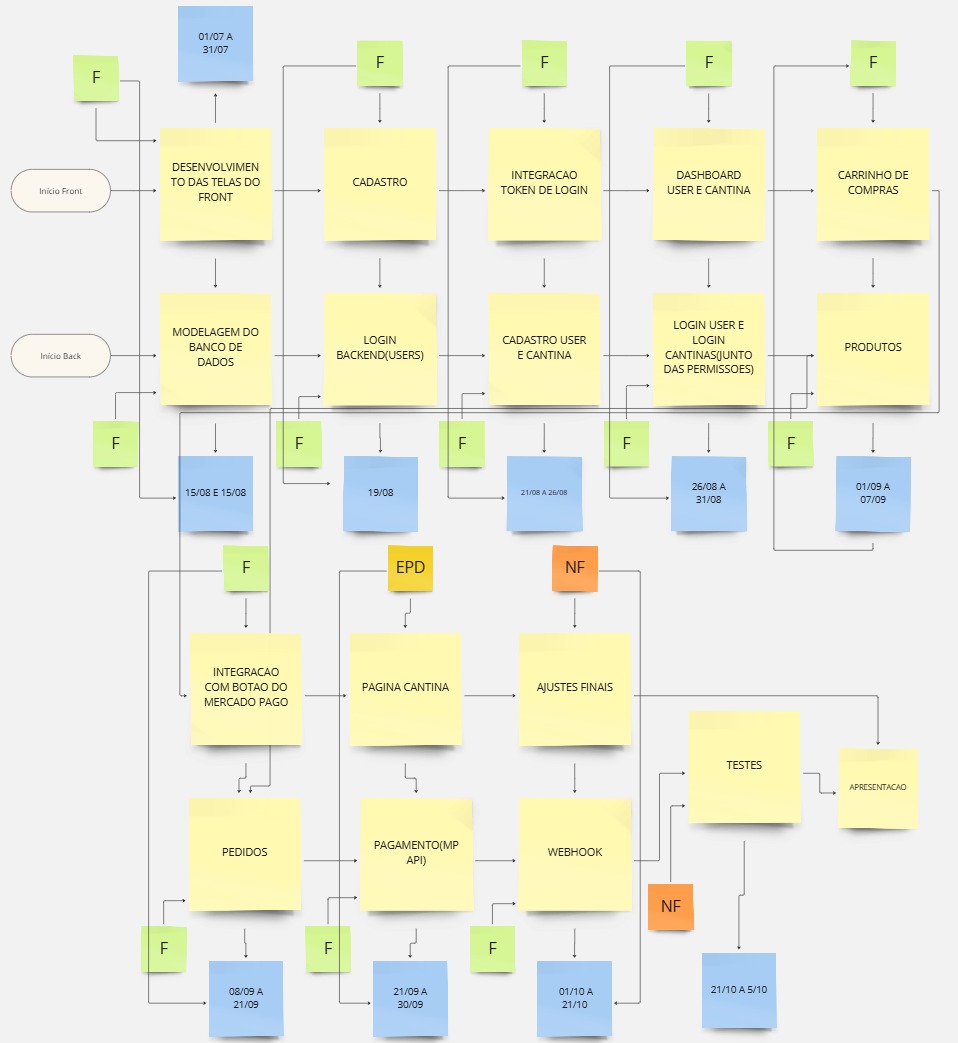 01/07 A
31/07
F
F
F
F
F
Início Front
DESENVOLVIMEN
TO DAS TELAS DO
FRONT
CADASTRO
INTEGRACAO
TOKEN DE LOGIN
DASHBOARD
USER E CANTINA
CARRINHO DE
COMPRAS
Início Back
MODELAGEM DO
BANCO DE
DADOS
LOGIN
BACKEND(USERS)
CADASTRO USER
E CANTINA
LOGIN USER E
LOGIN
CANTINAS(JUNTO
DAS PERMISSOES)
PRODUTOS
F
F
F
F
F
15/08 E 15/08
19/08
21/08 A 26/08
26/08 A
31/08
01/09 A
07/09
F
EPD
NF
INTEGRACAO
COM BOTAO DO
MERCADO PAGO
PAGINA CANTINA
AJUSTES FINAIS
TESTES
APRESENTACAO
PEDIDOS
PAGAMENTO(MP
API)
WEBHOOK
NF
F
F
F
08/09 A
21/09
21/09 A
30/09
01/10 A
21/10
21/10 A 5/10